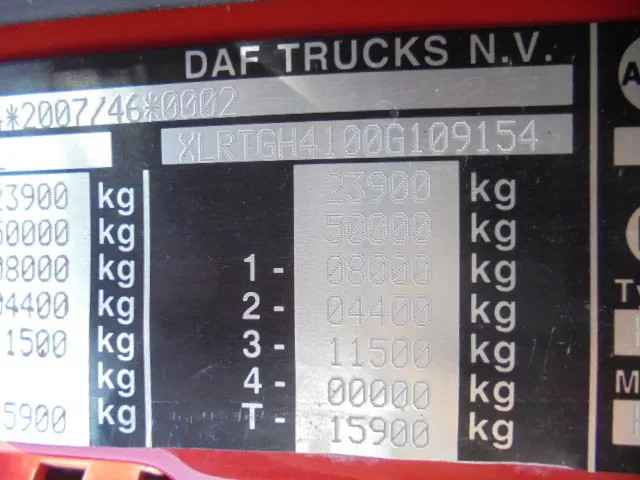 DAF TRUCKS N.V.
*2007/46*0002
XLRTGH4100G109154
23900 kg 23900 kg
50000 kg 50000 kg
08000 kg 1- 08000 kg
04400 kg 2- 04400 kg
11500 kg 3- 11500 kg
kg 4- 00000 kg
15900 kg T- 15900 kg